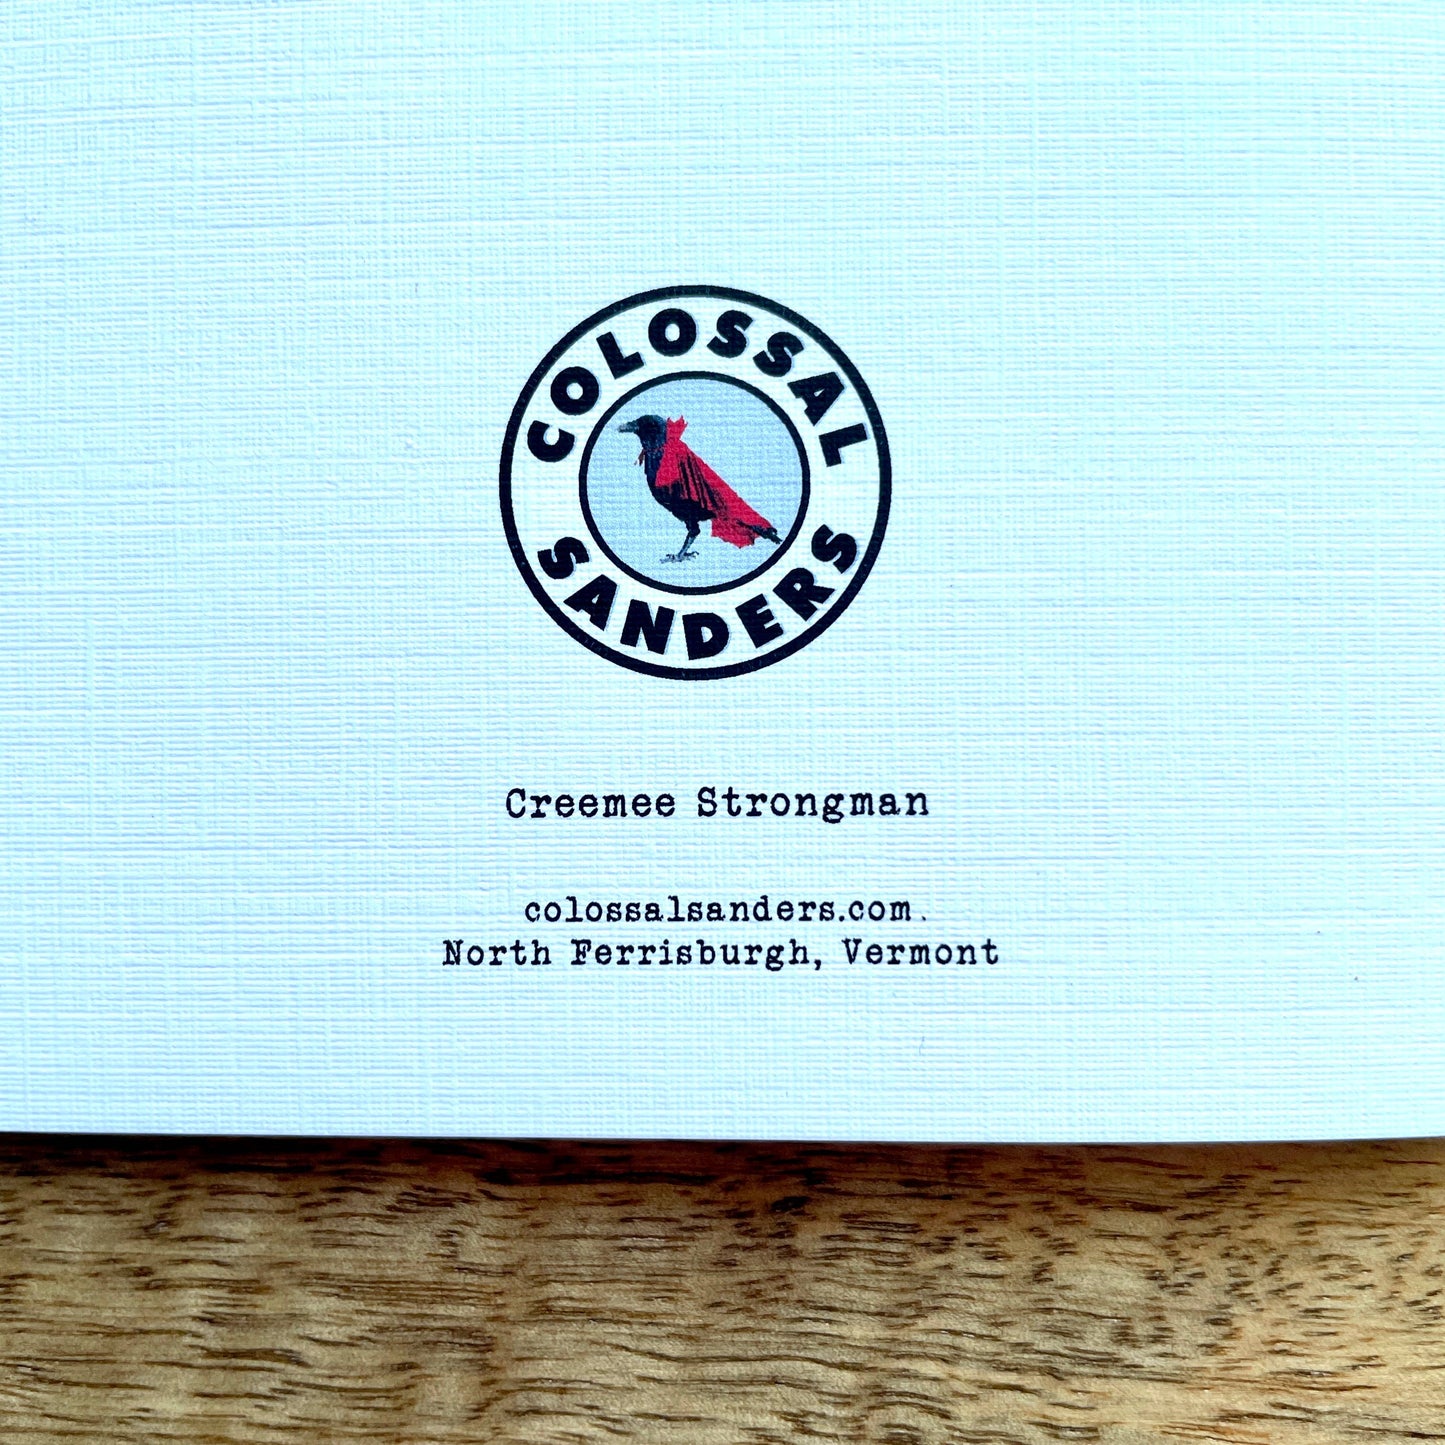 COLOSSAL
SANDERS
Creemee Strongman
colossalsanders.com.
North Ferrisburgh, Vermont